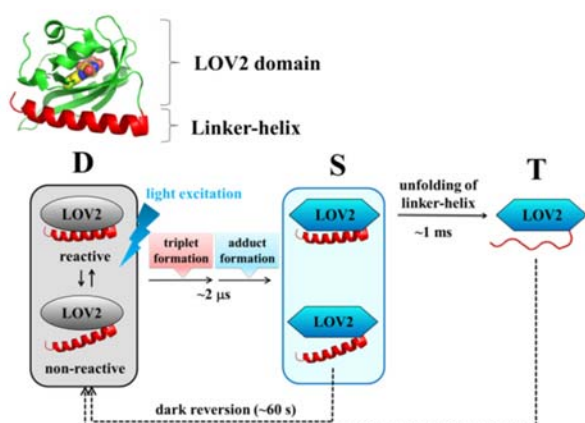 LOV2 domain
Linker-helix
D
S
T
light excitation
LOV2
reactive
↓↑
LOV2
non-reactive
triplet
formation
adduct
formation
~2 μs
LOV2
LOV2
unfolding of
linker-helix
~1 ms
LOV2
dark reversion (~60 s)